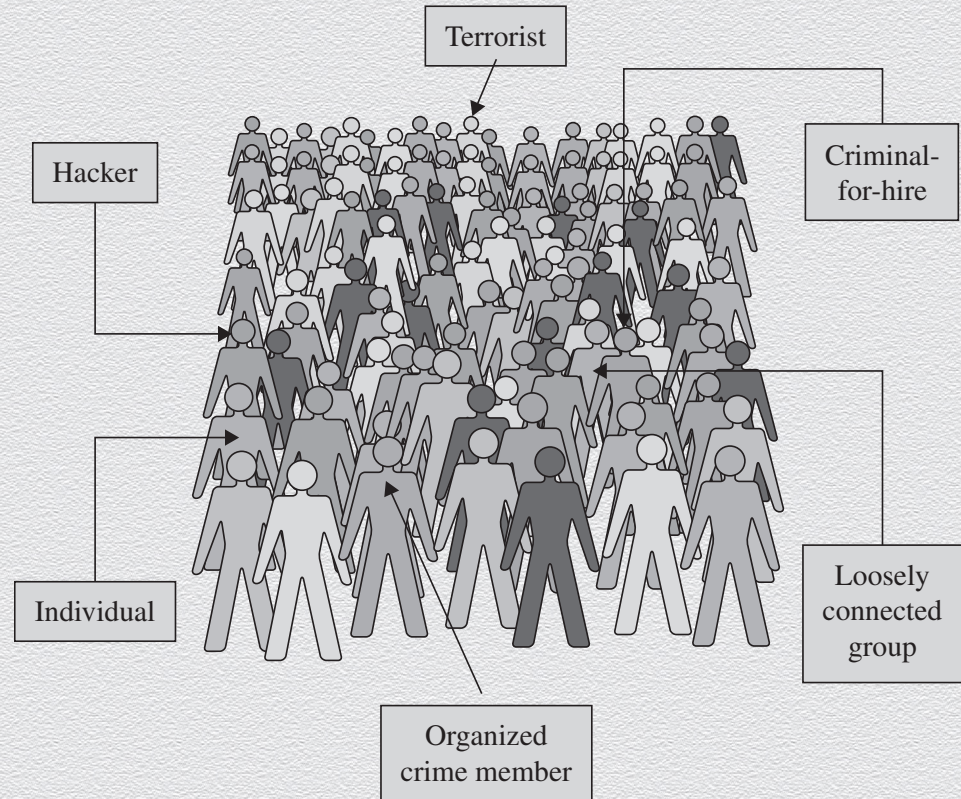 Terrorist
Hacker
Criminal-
for-hire
Individual
Loosely
connected
group
Organized
crime member